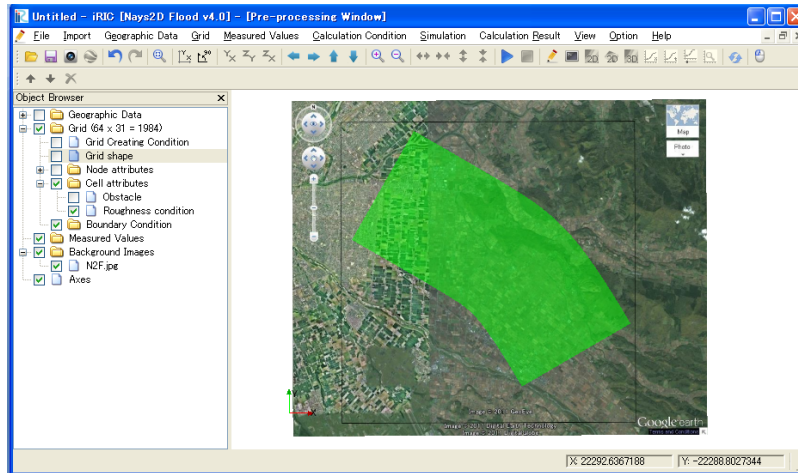 Untitled - iRIC [Nays2D Flood v4.0] - [Pre-processing Window]
File Import Geographic Data Grid Measured Values Calculation Condition Simulation Calculation Result View Option Help
Object Browser
Geographic Data
Grid (64 x 31 = 1984)
Grid Creating Condition
Grid shape
Node attributes
Cell attributes
Obstacle
Roughness condition
Boundary Condition
Measured Values
Background Images
N2F.jpg
Axes
N
Map
Photo
Y
X
Google earth
X: 22292.6367188 Y: -22288.8027344